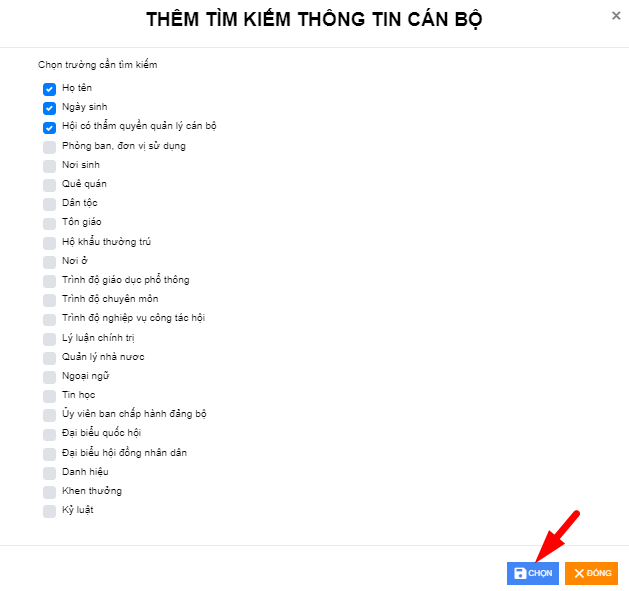 THÊM TÌM KIẾM THÔNG TIN CÁN BỘ
×
Chọn trường cần tìm kiếm
Họ tên
Ngày sinh
Hội có thẩm quyền quản lý cán bộ
Phòng ban, đơn vị sử dụng
Nơi sinh
Quê quán
Dân tộc
Tôn giáo
Hộ khẩu thường trú
Nơi ở
Trình độ giáo dục phổ thông
Trình độ chuyên môn
Trình độ nghiệp vụ công tác hội
Lý luận chính trị
Quản lý nhà nươc
Ngoại ngữ
Tin học
Ủy viên ban chấp hành đảng bộ
Đại biểu quốc hội
Đại biểu hội đồng nhân dân
Danh hiệu
Khen thưởng
Kỷ luật
CHỌN
ĐÓNG